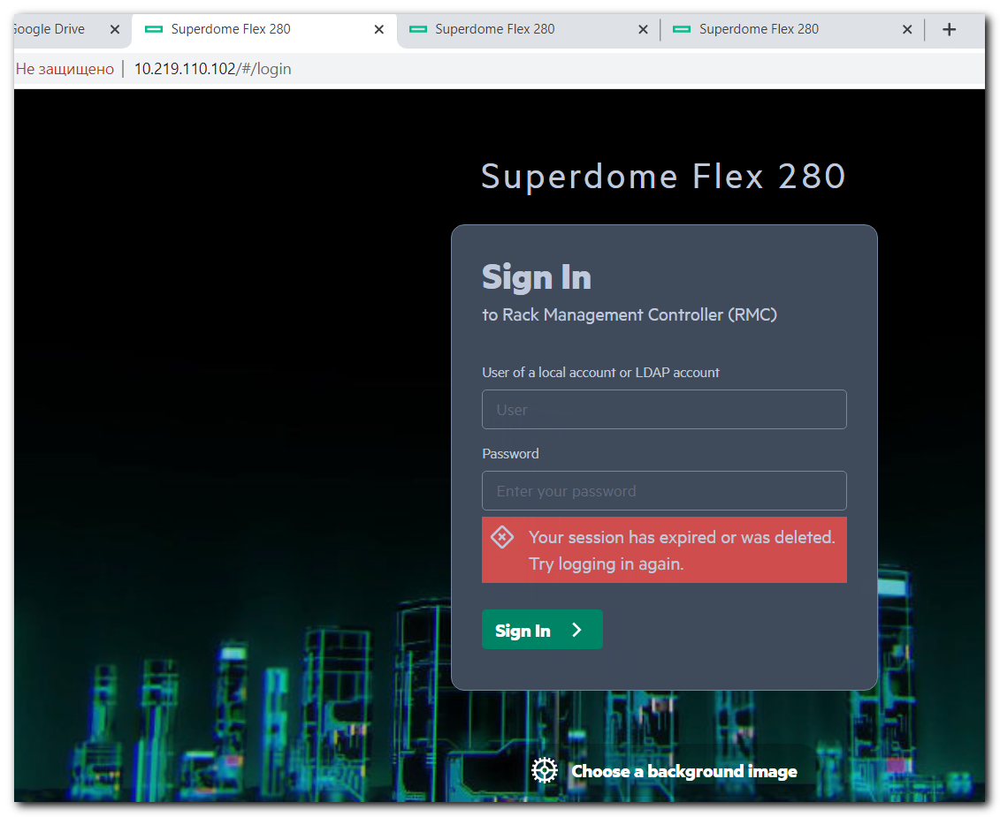 Google Drive
Superdome Flex 280
Superdome Flex 280
Superdome Flex 280
Не защищено
10.219.110.102/#/login
Superdome Flex 280
Sign In
to Rack Management Controller (RMC)
User of a local account or LDAP account
User
Password
Enter your password
Your session has expired or was deleted.
Try logging in again.
Sign In
Choose a background image